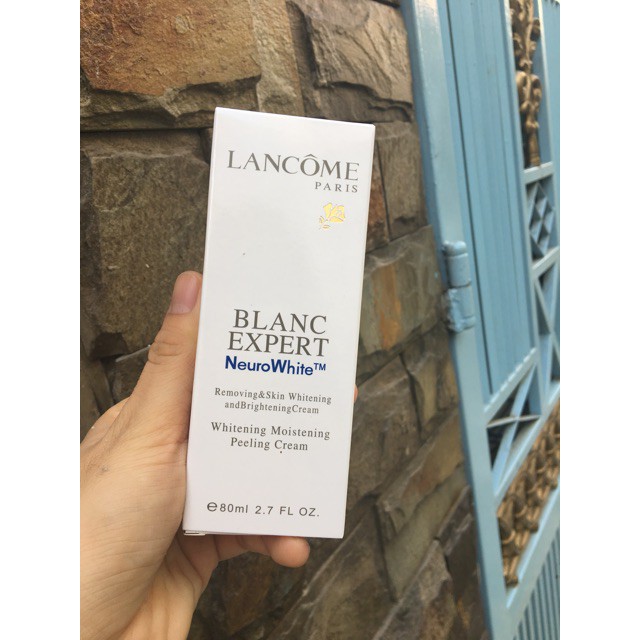 LANCÔME
PARIS
BLANC
EXPERT
NeuroWhite™
Removing&Skin Whitening
andBrighteningCream
Whitening Moistening
Peeling Cream
℮80ml 2.7 FL OZ.